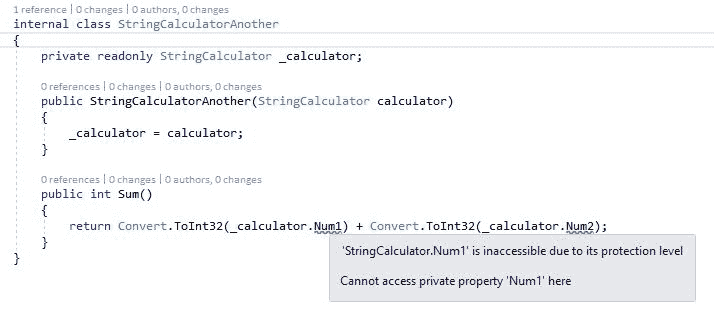 1 reference | 0 changes | 0 authors, 0 changes
internal class StringCalculatorAnother
{
private readonly StringCalculator _calculator;
0 references | 0 changes | 0 authors, 0 changes
public StringCalculatorAnother(StringCalculator calculator)
{
_calculator = calculator;
}
0 references | 0 changes | 0 authors, 0 changes
public int Sum()
{
return Convert.ToInt32(_calculator.Num1) + Convert.ToInt32(_calculator.Num2);
}
'StringCalculator.Num1' is inaccessible due to its protection level
}
Cannot access private property 'Num1' here